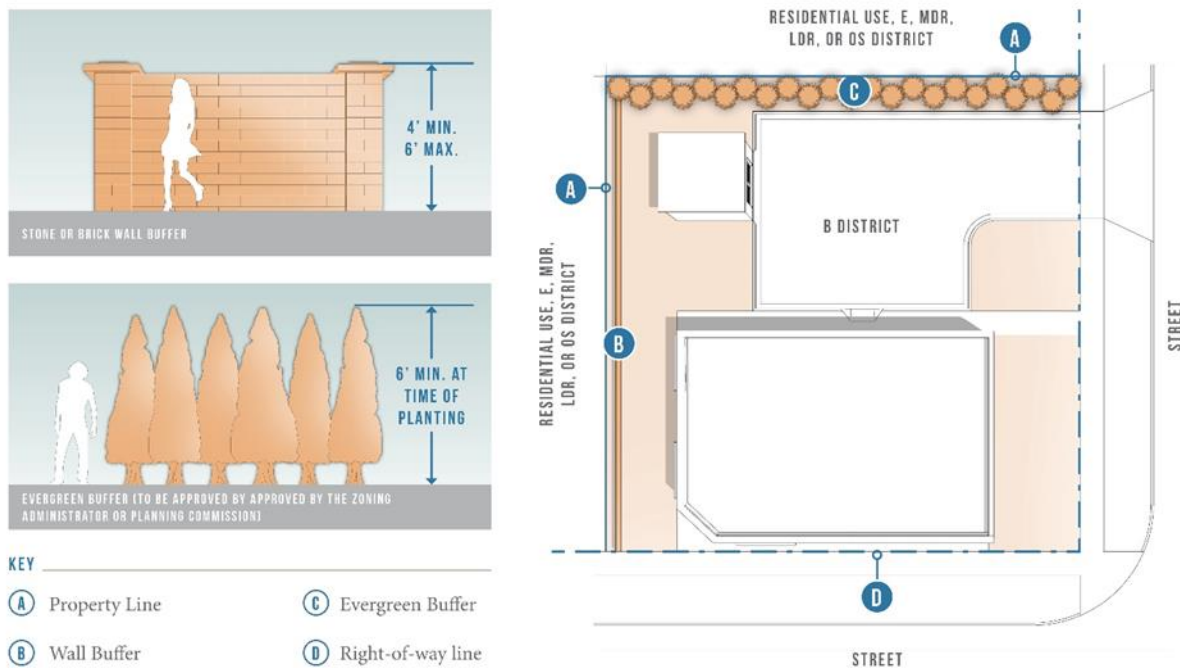 4' MIN.
6' MAX.
STONE OR BRICK WALL BUFFER
6' MIN. AT
TIME OF
PLANTING
EVERGREEN BUFFER (TO BE APPROVED BY APPROVED BY THE ZONING
ADMINISTRATOR OR PLANNING COMMISSION)
KEY
A Property Line
B Wall Buffer
C Evergreen Buffer
D Right-of-way line
RESIDENTIAL USE, E, MDR,
LDR, OR OS DISTRICT
A
C
A
B DISTRICT
RESIDENTIAL USE, E, MDR,
LDR, OR OS DISTRICT
B
STREET
D
STREET